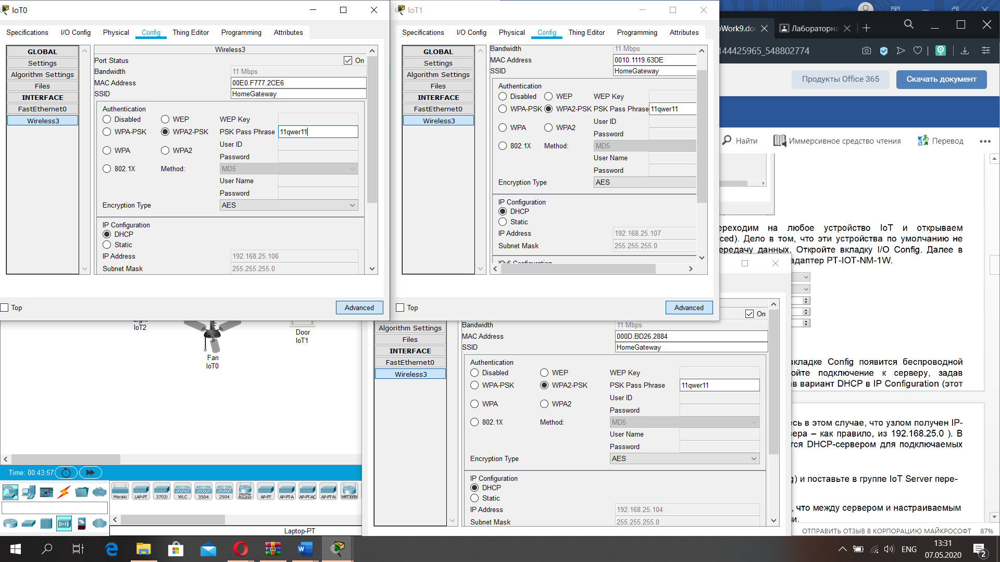 IoT0
Specifications I/O Config Physical Config Thing Editor Programming Attributes
GLOBAL
Settings
Algorithm Settings
Files
INTERFACE
FastEthernet0
Wireless3
Wireless3
Port Status On
Bandwidth 11 Mbps
MAC Address 00E0.F777.2CE6
SSID HomeGateway
Authentication
Disabled WEP WEP Key
WPA-PSK WPA2-PSK PSK Pass Phrase 11qwer11
User ID
WPA WPA2
Password
802.1X Method: MD5
User Name
Password
Encryption Type AES
IP Configuration
DHCP
Static
IP Address 192.168.25.106
Subnet Mask 255.255.255.0
Top Advanced
IoT1
Specifications I/O Config Physical Config Thing Editor Programming Attributes
GLOBAL
Settings
Algorithm Settings
Files
INTERFACE
FastEthernet0
Wireless3
Bandwidth 11 Mbps
MAC Address 0010.1119.63DE
SSID HomeGateway
Authentication
Disabled WEP WEP Key
WPA-PSK WPA2-PSK PSK Pass Phrase 11qwer11
User ID
WPA WPA2
Password
802.1X Method: MD5
User Name
Password
Encryption Type AES
IP Configuration
DHCP
Static
IP Address 192.168.25.107
Subnet Mask 255.255.255.0
IPv6 Configuration
Top Advanced
On
Algorithm Settings
Files
INTERFACE
FastEthernet0
Wireless3
Bandwidth 11 Mbps
MAC Address 000D.BD26.2884
SSID HomeGateway
Authentication
Disabled WEP WEP Key
WPA-PSK WPA2-PSK PSK Pass Phrase 11qwer11
User ID
WPA WPA2
Password
802.1X Method: MD5
User Name
Password
Encryption Type AES
IP Configuration
DHCP
Static
IP Address 192.168.25.104
Subnet Mask 255.255.255.0
Light
IoT2
Fan
IoT0
Door
IoT1
Time: 00:43:57
Meraki LAP-PT 3702i WLC 3504 2504 Home Router AP-PT AP-PT-A AP-PT-AC AP-PT-N WRT300N
Laptop-PT
oWork9.doc Лабораторна
144425965_548802774
Продукты Office 365 Скачать документ
Найти Иммерсивное средство чтения Перевод
ереходим на любое устройство IoT и открываем
ced). Дело в том, что эти устройства по умолчанию не
ередачу данных. Откройте вкладку I/O Config. Далее в
адаптер PT-IOT-NM-1W.
вкладке Config появится беспроводной
ойте подключение к серверу, задав
ав вариант DHCP в IP Configuration (этот
есь в этом случае, что узлом получен IP-
вера – как правило, из 192.168.25.0 ). В
тся DHCP-сервером для подключаемых
g) и поставьте в группе IoT Server пере-
, что между сервером и настраиваемым
зи.
ОТПРАВИТЬ ОТЗЫВ В КОРПОРАЦИЮ МАЙКРОСОФТ 87%
ENG
13:31
07.05.2020
2